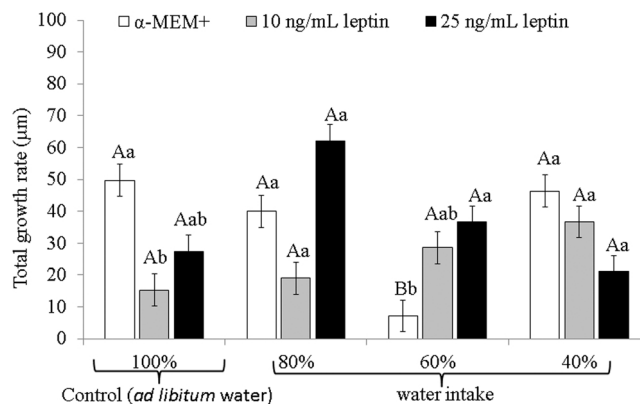 α-MEM+ 10 ng/mL leptin 25 ng/mL leptin
Total growth rate (µm)
100
90
80
70
60
50
40
30
20
10
0
Aa Ab Aab
Aa Aa Aa
Bb Aab Aa
Aa Aa Aa
100% 80% 60% 40%
Control (ad libitum water) water intake